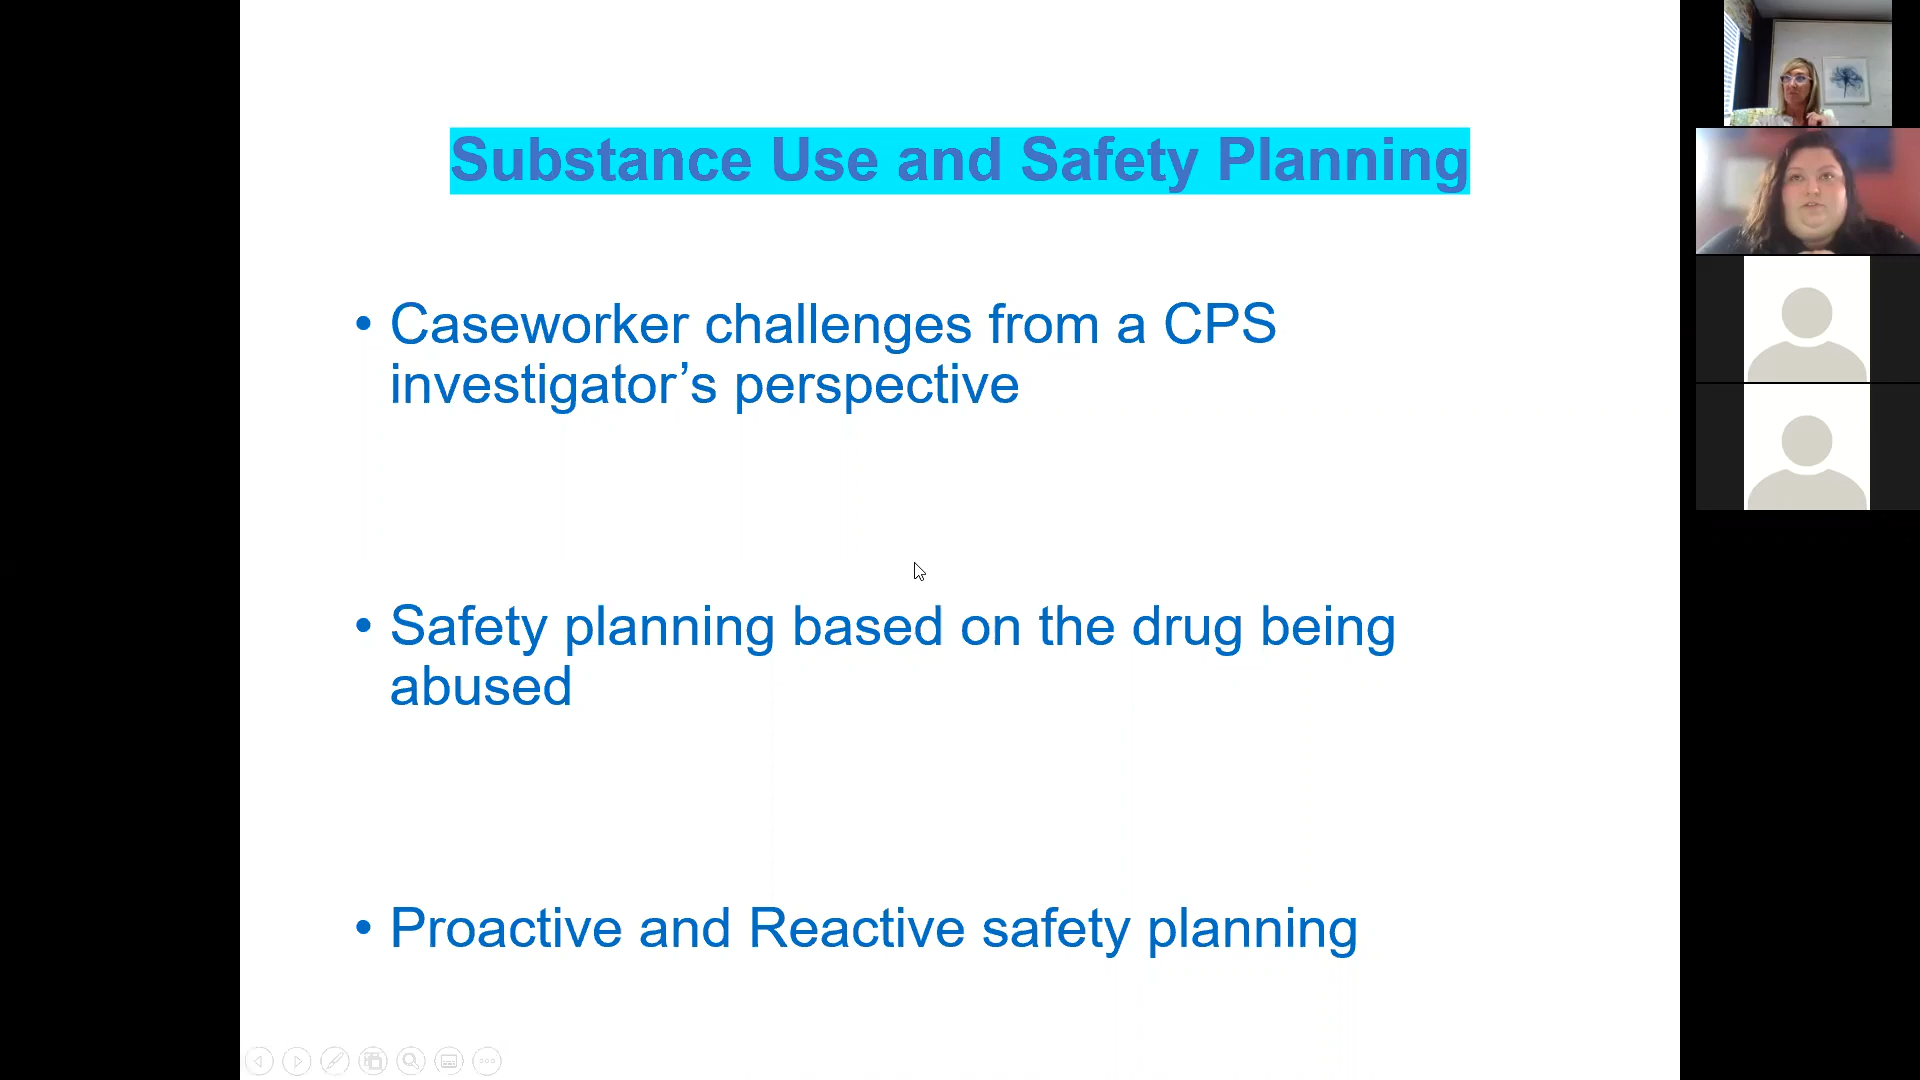 Substance Use and Safety Planning
• Caseworker challenges from a CPS
investigator’s perspective
• Safety planning based on the drug being
abused
• Proactive and Reactive safety planning